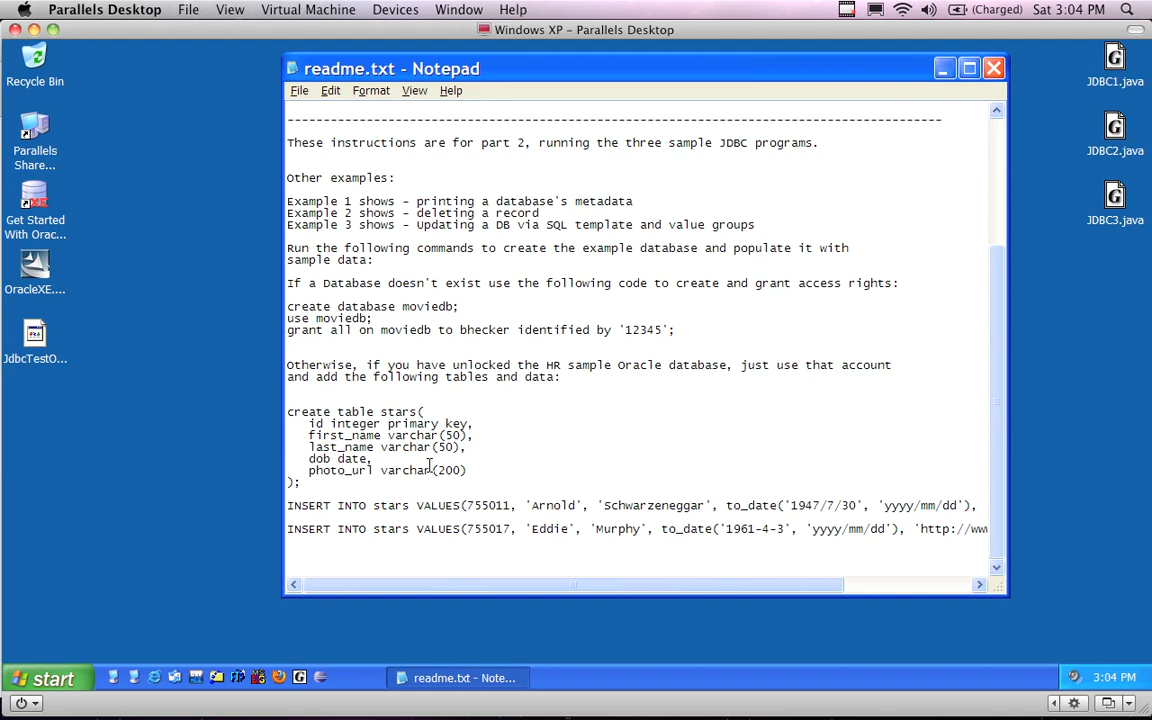 Parallels Desktop File View Virtual Machine Devices Window Help (Charged) Sat 3:04 PM
Windows XP - Parallels Desktop
Recycle Bin
Parallels
Share...
Get Started
With Orac...
OracleXE....
JdbcTestO...
readme.txt - Notepad
File Edit Format View Help
------------------------------------------------------------------------------------------
These instructions are for part 2, running the three sample JDBC programs.
Other examples:
Example 1 shows - printing a database's metadata
Example 2 shows - deleting a record
Example 3 shows - Updating a DB via SQL template and value groups
Run the following commands to create the example database and populate it with
sample data:
If a Database doesn't exist use the following code to create and grant access rights:
create database moviedb;
use moviedb;
grant all on moviedb to bhecker identified by '12345';
Otherwise, if you have unlocked the HR sample Oracle database, just use that account
and add the following tables and data:
create table stars(
id integer primary key,
first_name varchar(50),
last_name varchar(50),
dob date,
photo_url varchar(200)
);
INSERT INTO stars VALUES(755011, 'Arnold', 'Schwarzeneggar', to_date('1947/7/30', 'yyyy/mm/dd'),
INSERT INTO stars VALUES(755017, 'Eddie', 'Murphy', to_date('1961-4-3', 'yyyy/mm/dd'), 'http://www
JDBC1.java
JDBC2.java
JDBC3.java
start
readme.txt - Note...
3:04 PM